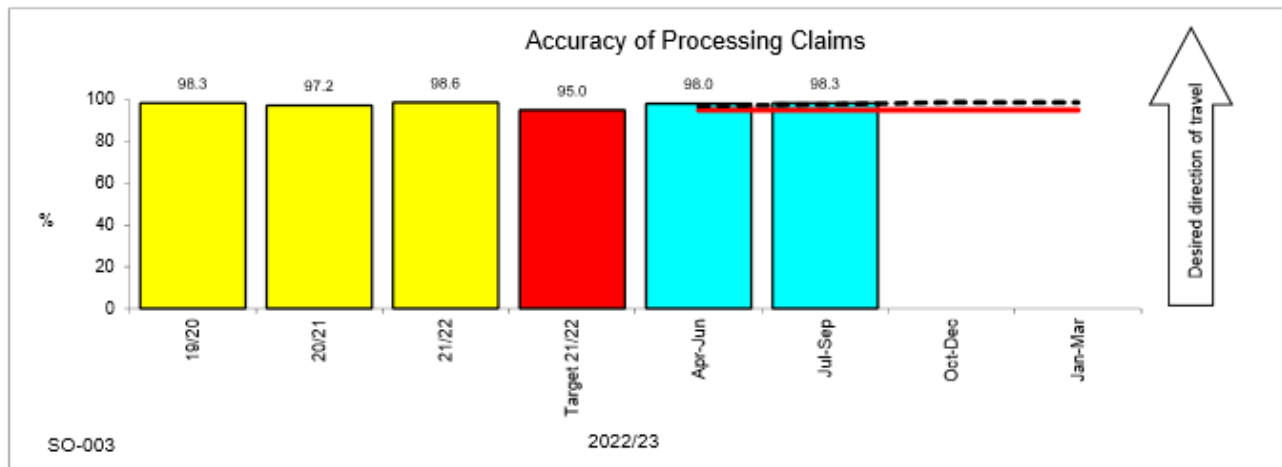 Accuracy of Processing Claims
98.3
97.2
98.6
95.0
98.0
98.3
100
80
60
40
20
0
%
19/20
20/21
21/22
Target 21/22
Apr-Jun
Jul-Sep
Oct-Dec
Jan-Mar
2022/23
SO-003
Desired direction of travel